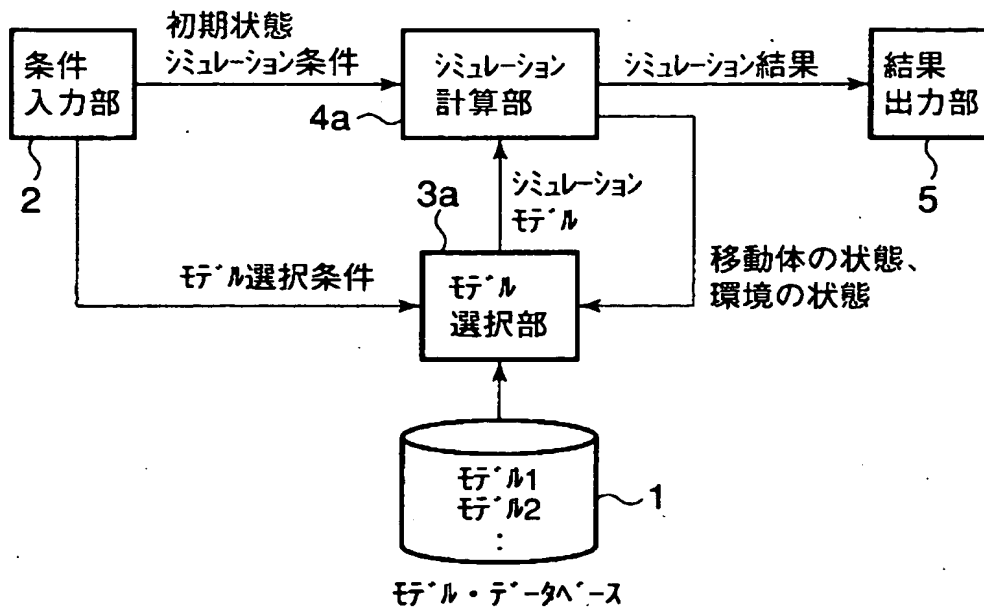 条件
入力部
2
初期状態
シミュレーション条件
シミュレーション
計算部
4a
シミュレーション結果
結果
出力部
5
シミュレーション
モデル
3a
モデル選択条件
モデル
選択部
移動体の状態、
環境の状態
モデル1
モデル2
⋮
1
モデル・データベース